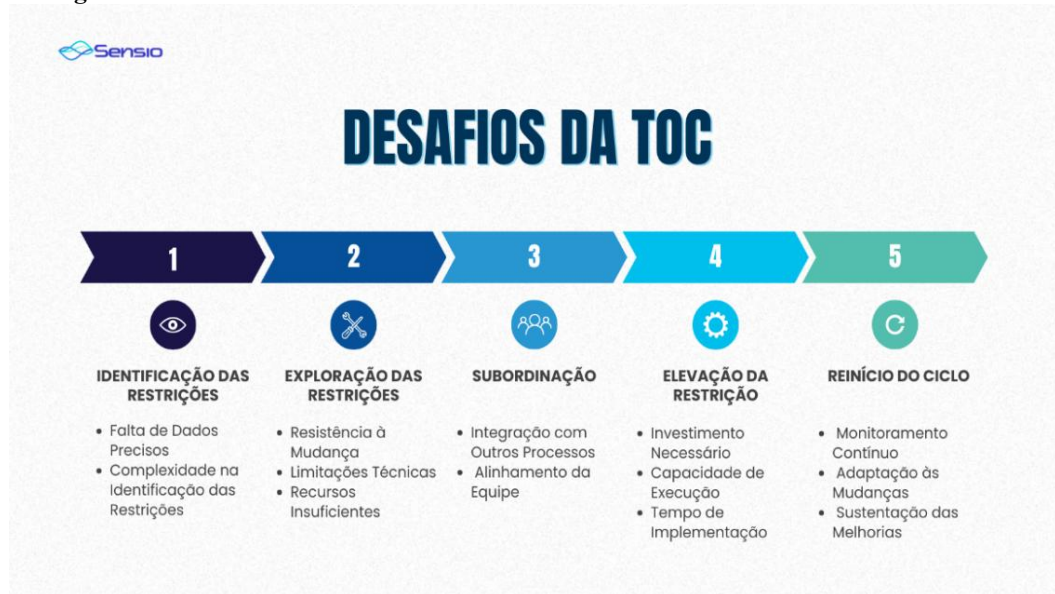 Sensio
DESAFIOS DA TOC
1
2
3
4
5
IDENTIFICAÇÃO DAS
RESTRIÇÕES
• Falta de Dados
Precisos
• Complexidade na
Identificação das
Restrições
EXPLORAÇÃO DAS
RESTRIÇÕES
• Resistência à
Mudança
• Limitações Técnicas
• Recursos
Insuficientes
SUBORDINAÇÃO
• Integração com
Outros Processos
• Alinhamento da
Equipe
ELEVAÇÃO DA
RESTRIÇÃO
• Investimento
Necessário
• Capacidade de
Execução
• Tempo de
Implementação
REINÍCIO DO CICLO
• Monitoramento
Contínuo
• Adaptação às
Mudanças
• Sustentação das
Melhorias